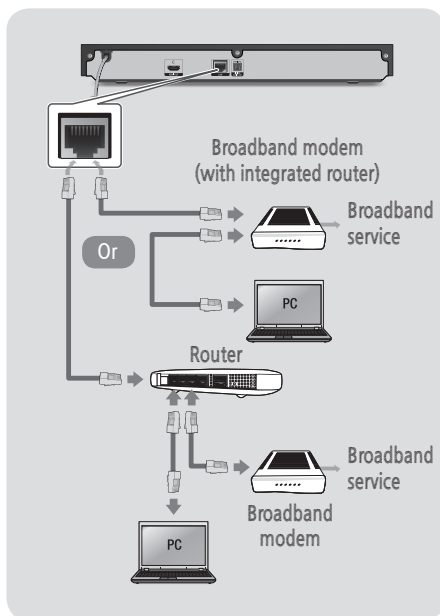 Broadband modem
(with integrated router)
Broadband
service
Or
PC
Router
Broadband
service
Broadband
modem
PC